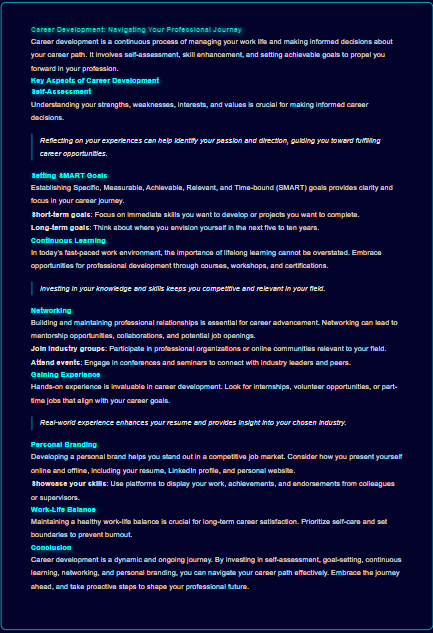 Career Development: Navigating Your Professional Journey
Career development is a continuous process of managing your work life and making informed decisions about
your career path. It involves self-assessment, skill enhancement, and setting achievable goals to propel you
forward in your profession.
Key Aspects of Career Development
Self-Assessment
Understanding your strengths, weaknesses, interests, and values is crucial for making informed career
decisions.
Reflecting on your experiences can help identify your passion and direction, guiding you toward fulfilling
career opportunities.
Setting SMART Goals
Establishing Specific, Measurable, Achievable, Relevant, and Time-bound (SMART) goals provides clarity and
focus in your career journey.
Short-term goals: Focus on immediate skills you want to develop or projects you want to complete.
Long-term goals: Think about where you envision yourself in the next five to ten years.
Continuous Learning
In today's fast-paced work environment, the importance of lifelong learning cannot be overstated. Embrace
opportunities for professional development through courses, workshops, and certifications.
Investing in your knowledge and skills keeps you competitive and relevant in your field.
Networking
Building and maintaining professional relationships is essential for career advancement. Networking can lead to
mentorship opportunities, collaborations, and potential job openings.
Join industry groups: Participate in professional organizations or online communities relevant to your field.
Attend events: Engage in conferences and seminars to connect with industry leaders and peers.
Gaining Experience
Hands-on experience is invaluable in career development. Look for internships, volunteer opportunities, or part-
time jobs that align with your career goals.
Real-world experience enhances your resume and provides insight into your chosen industry.
Personal Branding
Developing a personal brand helps you stand out in a competitive job market. Consider how you present yourself
online and offline, including your resume, LinkedIn profile, and personal website.
Showcase your skills: Use platforms to display your work, achievements, and endorsements from colleagues
or supervisors.
Work-Life Balance
Maintaining a healthy work-life balance is crucial for long-term career satisfaction. Prioritize self-care and set
boundaries to prevent burnout.
Conclusion
Career development is a dynamic and ongoing journey. By investing in self-assessment, goal-setting, continuous
learning, networking, and personal branding, you can navigate your career path effectively. Embrace the journey
ahead, and take proactive steps to shape your professional future.